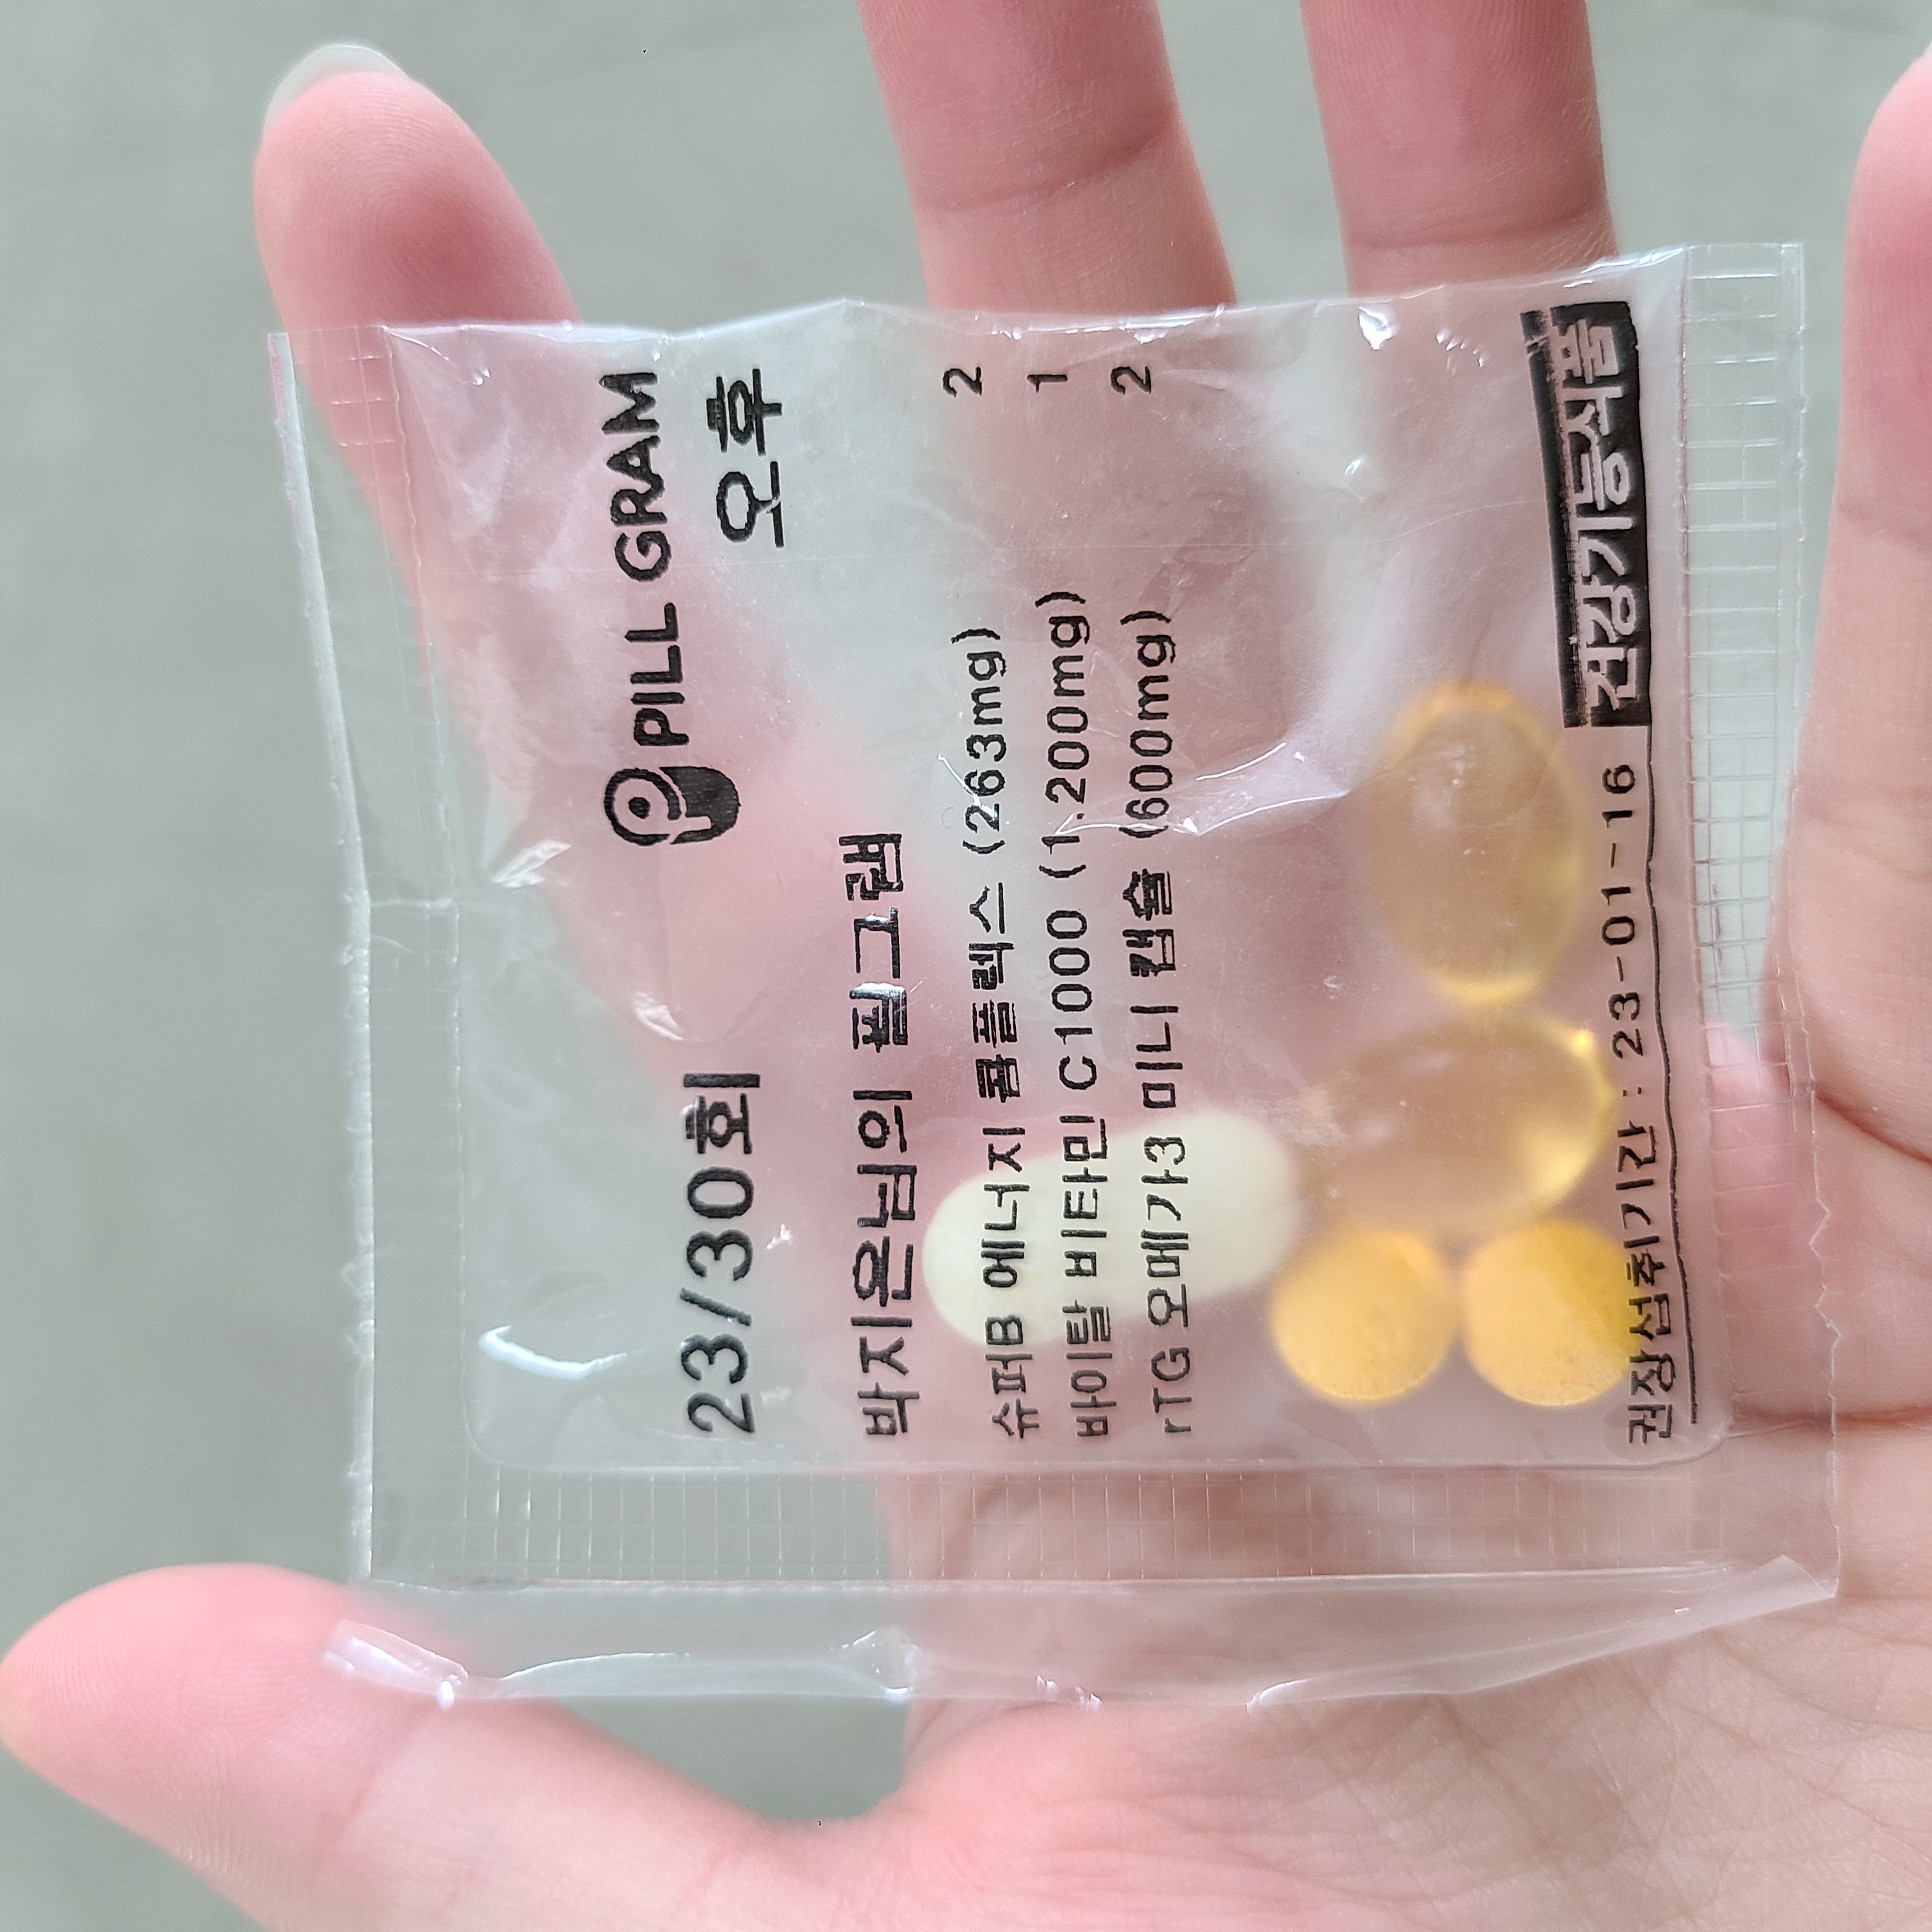 23/30회 PILL GRAM
오후
박지은님의 필그램
슈퍼B 에너지 콤플렉스 (263mg) 2
바이탈 비타민 C1000 (1.200mg) 1
rTG 오메가3 미니 캡슐 (600mg) 2
권장섭취기간 : 23-01-16 건강기능식품